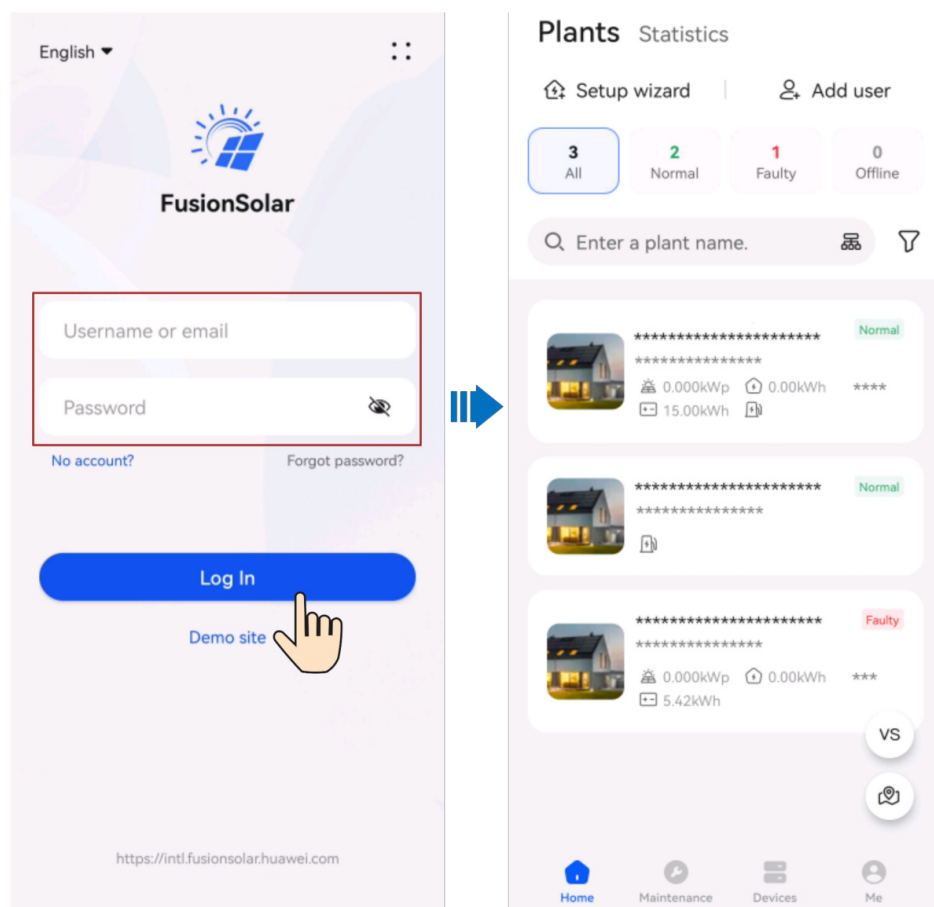 English
FusionSolar
Username or email
Password
No account? Forgot password?
Log In
Demo site
https://intl.fusionsolar.huawei.com
Plants Statistics
Setup wizard Add user
3 2 1 0
All Normal Faulty Offline
Enter a plant name.
********************** Normal
***************
0.000kWp 0.00kWh ****
15.00kWh
********************** Normal
***************
********************** Faulty
***************
0.000kWp 0.00kWh ***
5.42kWh
VS
Home Maintenance Devices Me